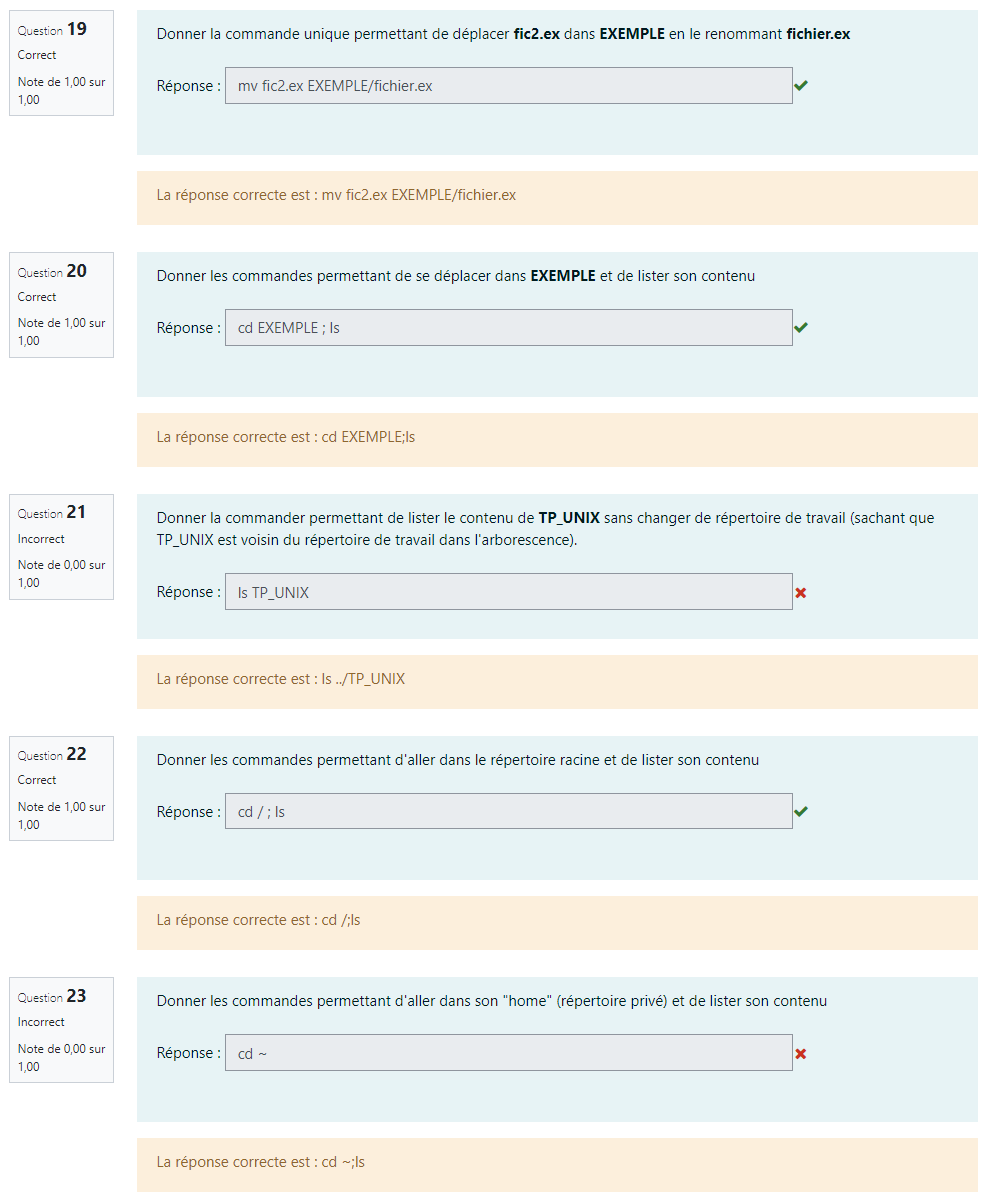 Question 19
Correct
Note de 1,00 sur
1,00
Donner la commande unique permettant de déplacer fic2.ex dans EXEMPLE en le renommant fichier.ex
Réponse : mv fic2.ex EXEMPLE/fichier.ex
La réponse correcte est : mv fic2.ex EXEMPLE/fichier.ex
Question 20
Correct
Note de 1,00 sur
1,00
Donner les commandes permettant de se déplacer dans EXEMPLE et de lister son contenu
Réponse : cd EXEMPLE ; ls
La réponse correcte est : cd EXEMPLE;ls
Question 21
Incorrect
Note de 0,00 sur
1,00
Donner la commander permettant de lister le contenu de TP_UNIX sans changer de répertoire de travail (sachant que
TP_UNIX est voisin du répertoire de travail dans l'arborescence).
Réponse : ls TP_UNIX
La réponse correcte est : ls ../TP_UNIX
Question 22
Correct
Note de 1,00 sur
1,00
Donner les commandes permettant d'aller dans le répertoire racine et de lister son contenu
Réponse : cd / ; ls
La réponse correcte est : cd /;ls
Question 23
Incorrect
Note de 0,00 sur
1,00
Donner les commandes permettant d'aller dans son "home" (répertoire privé) et de lister son contenu
Réponse : cd ~
La réponse correcte est : cd ~;ls